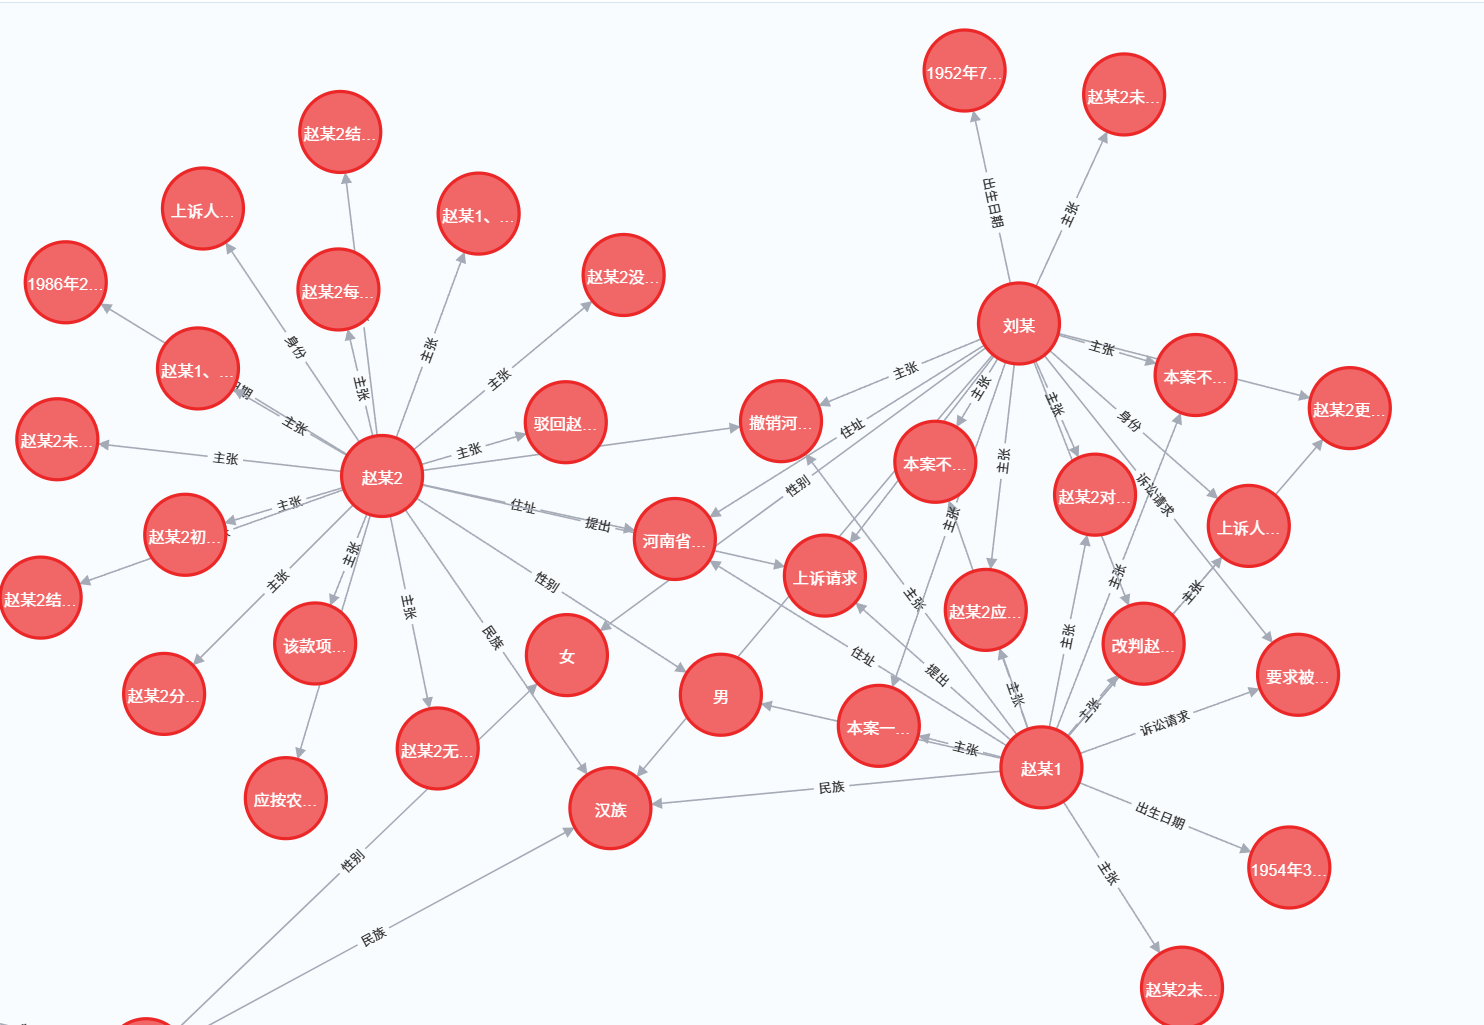 1952年7...
赵某2未...
赵某2结...
上诉人...
赵某1、...
出生日期
主张
1986年2...
赵某2每...
赵某2没...
刘某
身份
主张
主张
主张
主张
本案不...
赵某1、...
期
主张
主张
主张
主张
赵某2更...
赵某2未...
主张
主张
驳回赵...
撤销河...
住址
身份
赵某2
本案不...
主张
性别
赵某2对...
诉讼请求
主张
住址
提出
主张
赵某2初...
河南省...
上诉人...
主张
主张
性别
上诉请求
主张
赵某2结...
主张
主张
赵某2应...
主张
民族
该款项...
女
住址
主张
改判赵...
提出
要求被...
赵某2分...
男
主张
主张
赵某2无...
本案一...
主张
诉讼请求
赵某1
应按农...
汉族
民族
出生日期
性别
主张
1954年3...
民族
赵某2未...